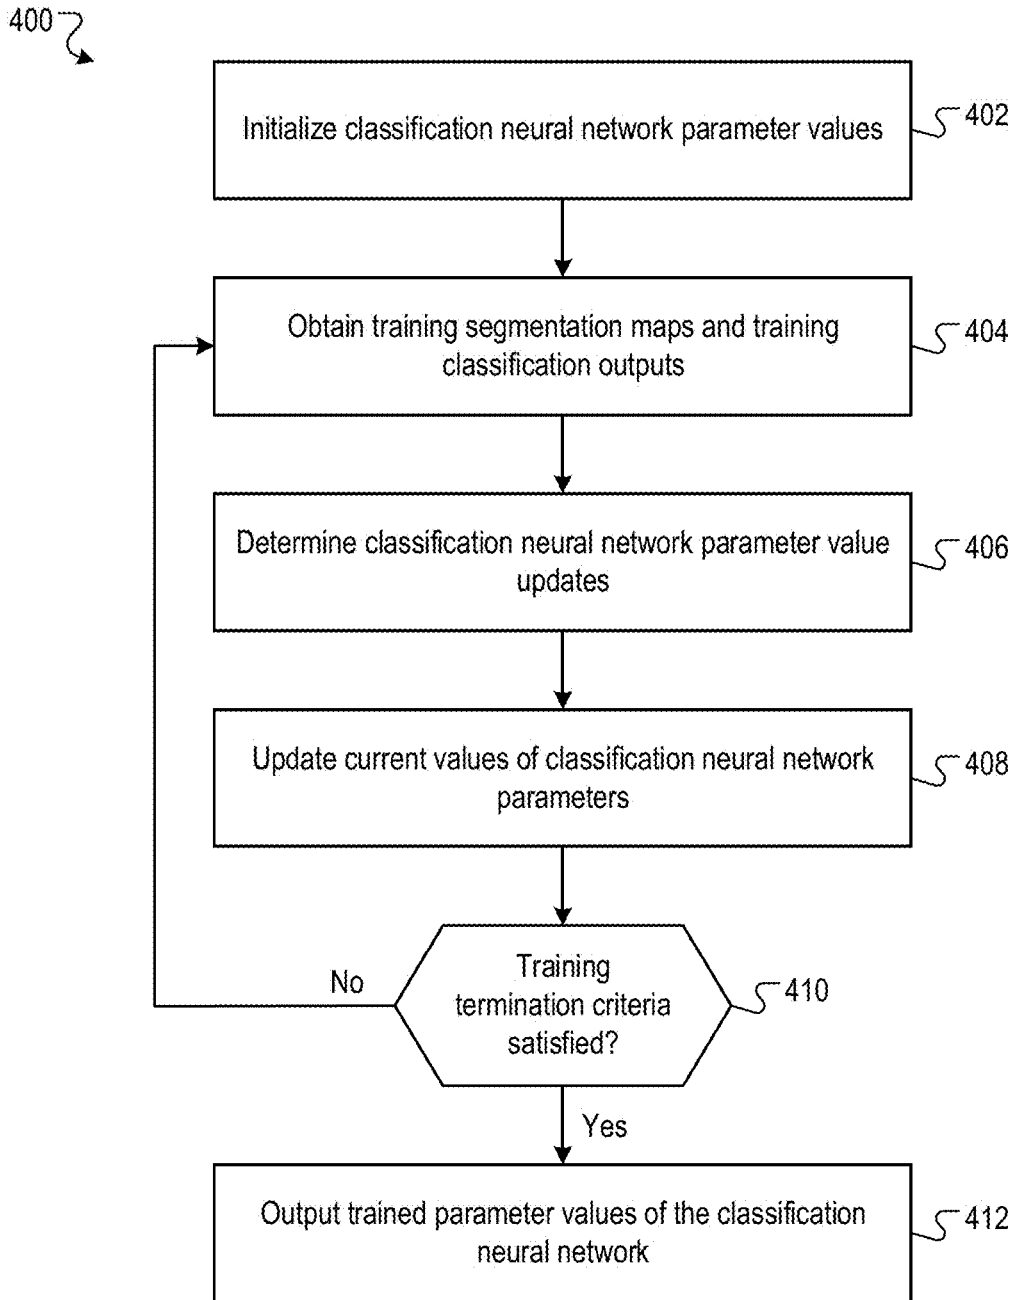 400
Initialize classification neural network parameter values
402
Obtain training segmentation maps and training
classification outputs
404
Determine classification neural network parameter value
updates
406
Update current values of classification neural network
parameters
408
Training
termination criteria
satisfied?
410
No
Yes
Output trained parameter values of the classification
neural network
412